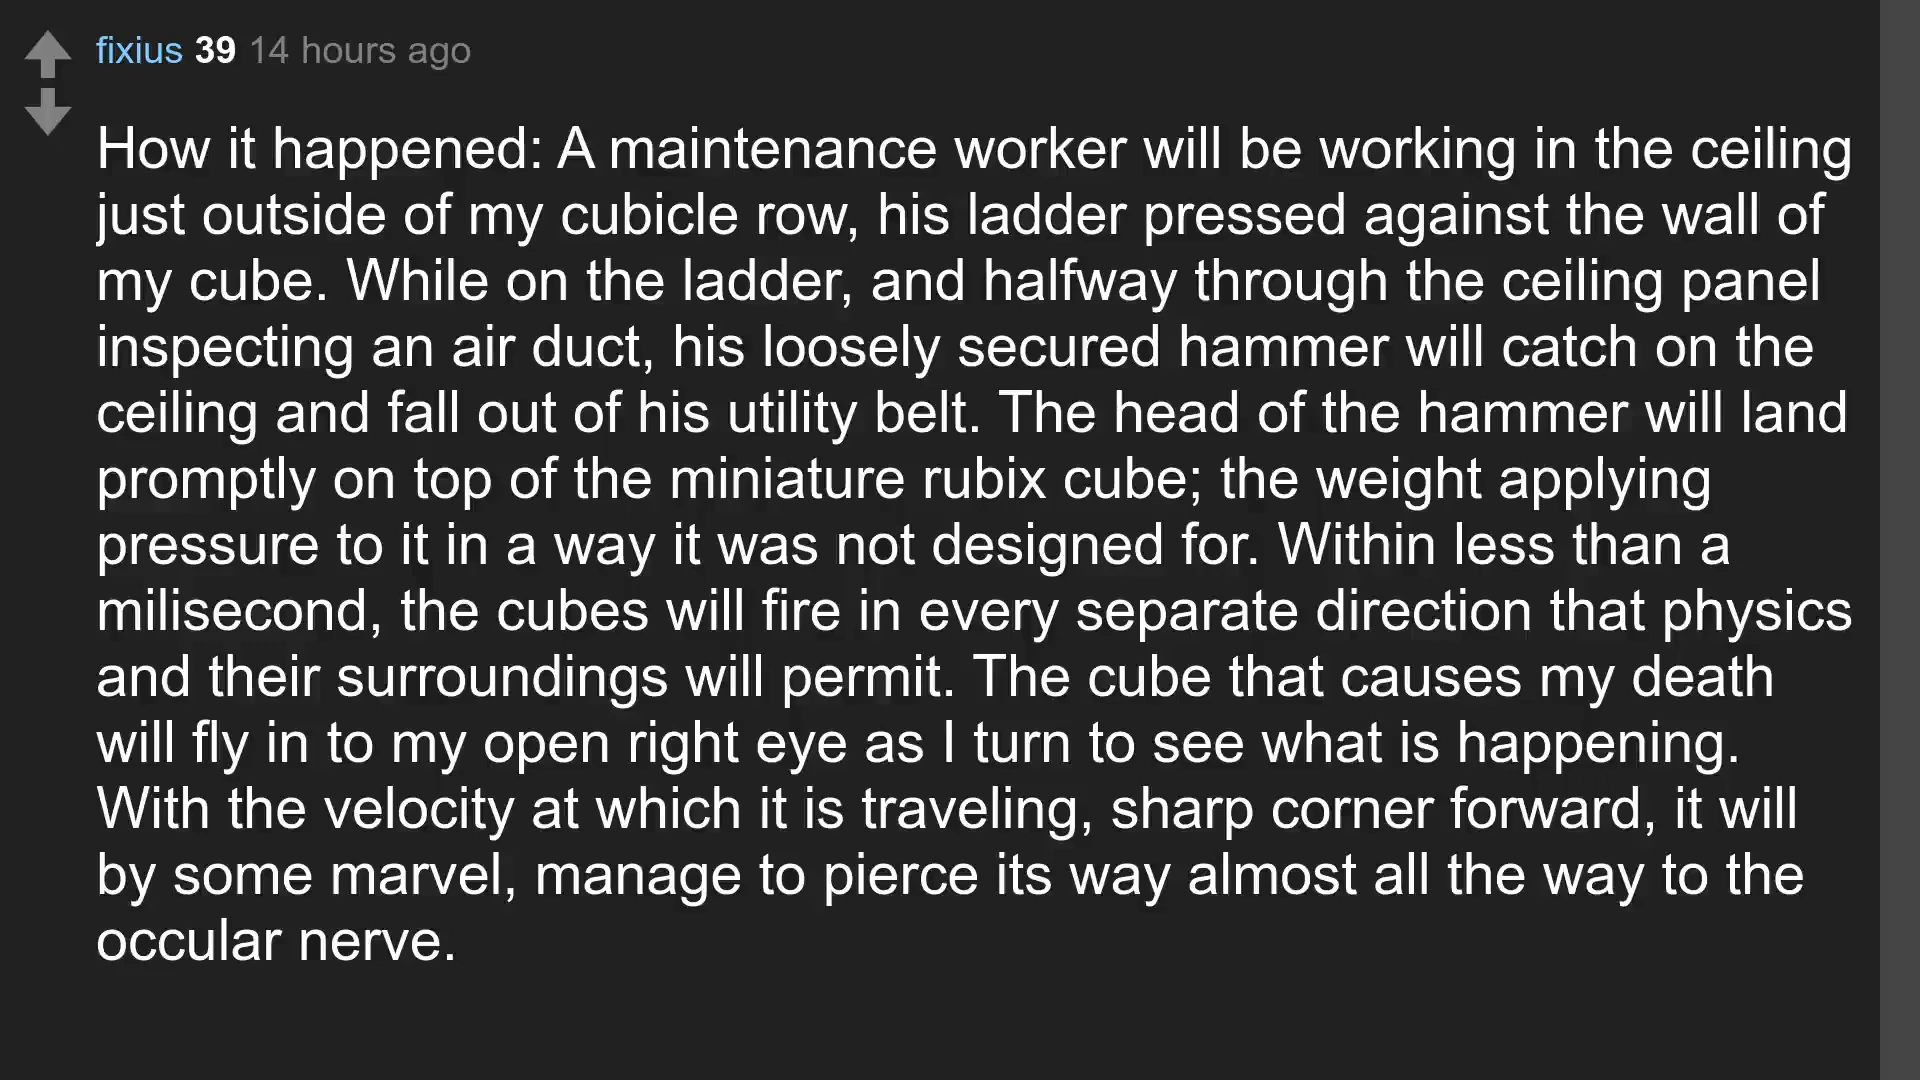 fixius 39 14 hours ago
How it happened: A maintenance worker will be working in the ceiling
just outside of my cubicle row, his ladder pressed against the wall of
my cube. While on the ladder, and halfway through the ceiling panel
inspecting an air duct, his loosely secured hammer will catch on the
ceiling and fall out of his utility belt. The head of the hammer will land
promptly on top of the miniature rubix cube; the weight applying
pressure to it in a way it was not designed for. Within less than a
milisecond, the cubes will fire in every separate direction that physics
and their surroundings will permit. The cube that causes my death
will fly in to my open right eye as I turn to see what is happening.
With the velocity at which it is traveling, sharp corner forward, it will
by some marvel, manage to pierce its way almost all the way to the
occular nerve.